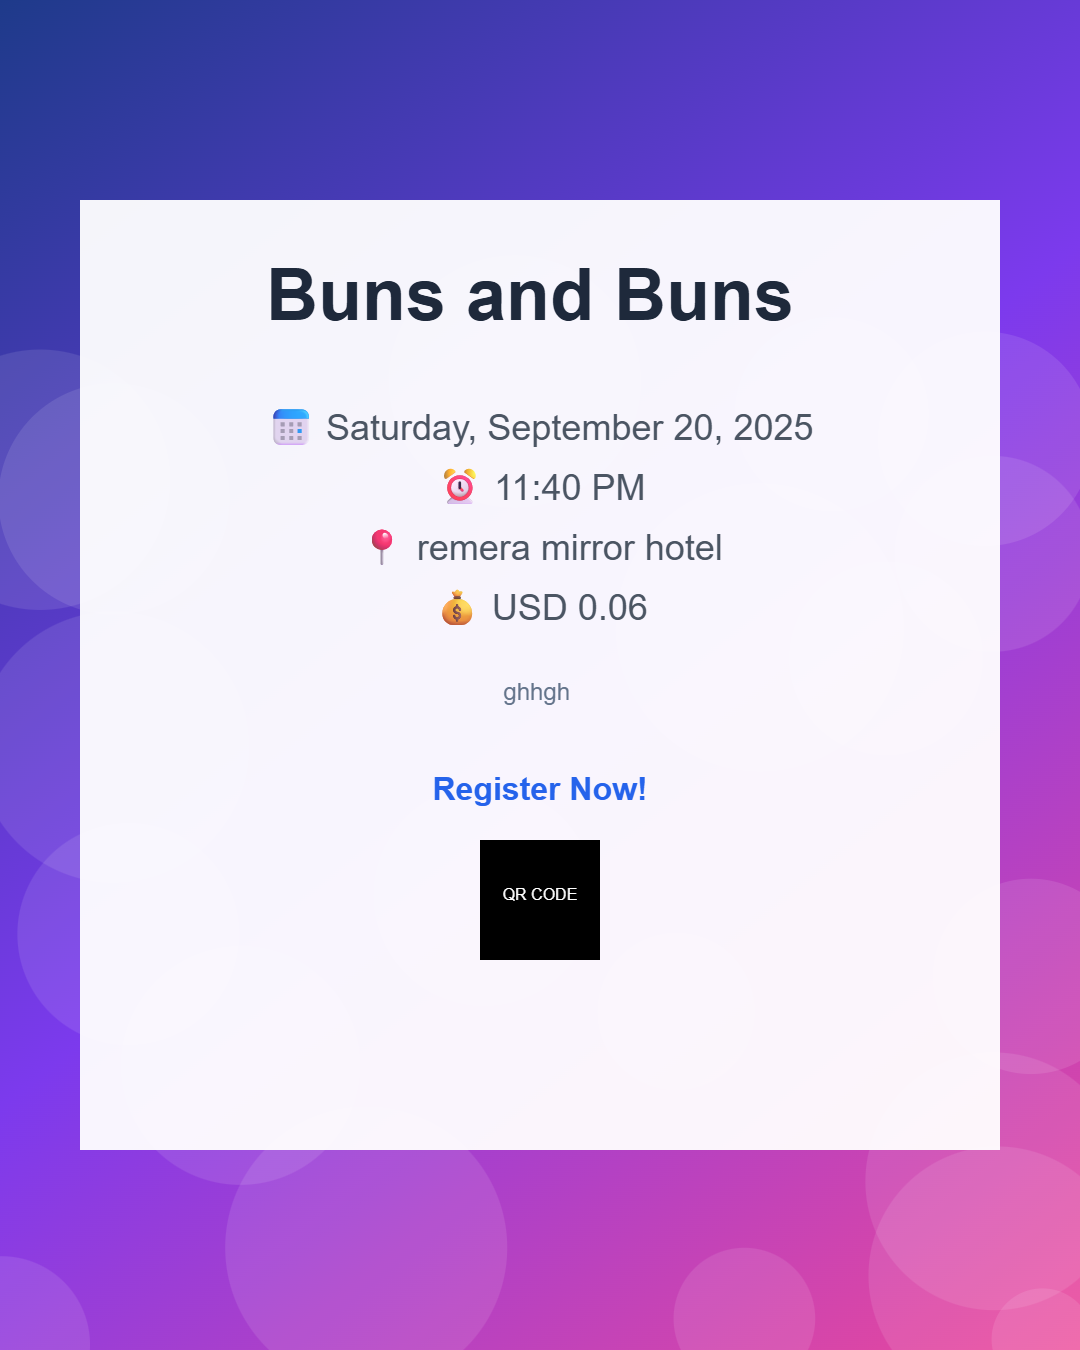 Buns and Buns
Saturday, September 20, 2025
11:40 PM
remera mirror hotel
USD 0.06
ghhgh
Register Now!
QR CODE